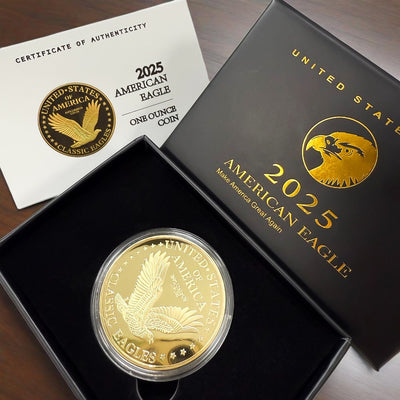 CERTIFICATE OF AUTHENTICITY
2025
AMERICAN
EAGLE
ONE OUNCE
COIN
UNITED · STATES
OF
AMERICA
CLASSIC EAGLES
UNITED STATES
2025
AMERICAN EAGLE
Make America Great Again
UNITED·STATES
OF
AMERICA
CLASSIC EAGLES